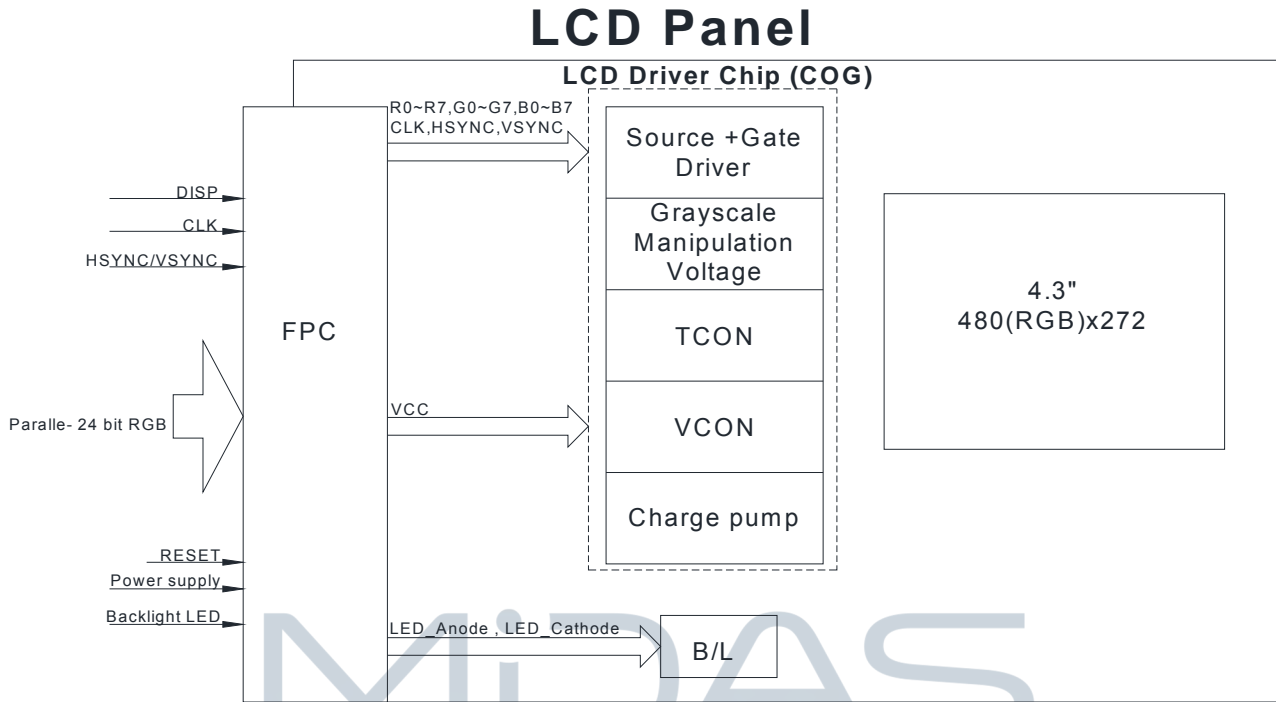 LCD Panel
LCD Driver Chip (COG)
R0~R7,G0~G7,B0~B7
CLK,HSYNC,VSYNC
Source +Gate
Driver
DISP
CLK
HSYNC/VSYNC
Grayscale
Manipulation
Voltage
4.3"
480(RGB)x272
FPC
TCON
Paralle- 24 bit RGB
VCC
VCON
Charge pump
RESET
Power supply
Backlight LED
LED_Anode , LED_Cathode
B/L
MiDAS